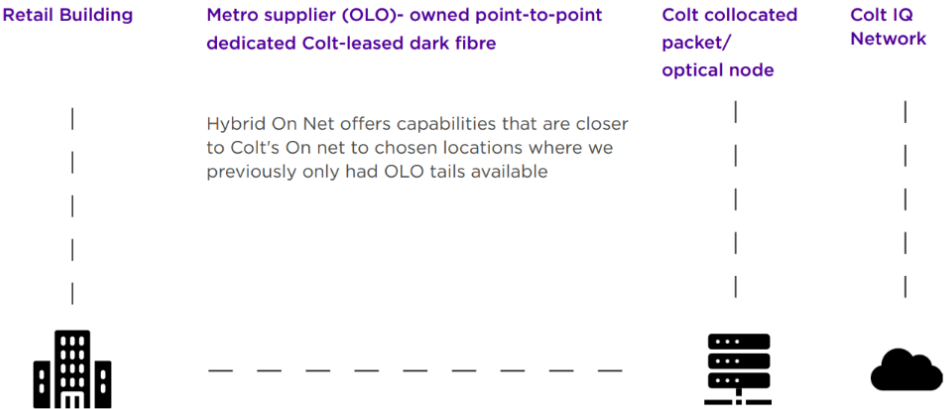 Retail Building
Metro supplier (OLO)- owned point-to-point
dedicated Colt-leased dark fibre
Colt collocated
packet/
optical node
Colt IQ
Network
Hybrid On Net offers capabilities that are closer
to Colt's On net to chosen locations where we
previously only had OLO tails available